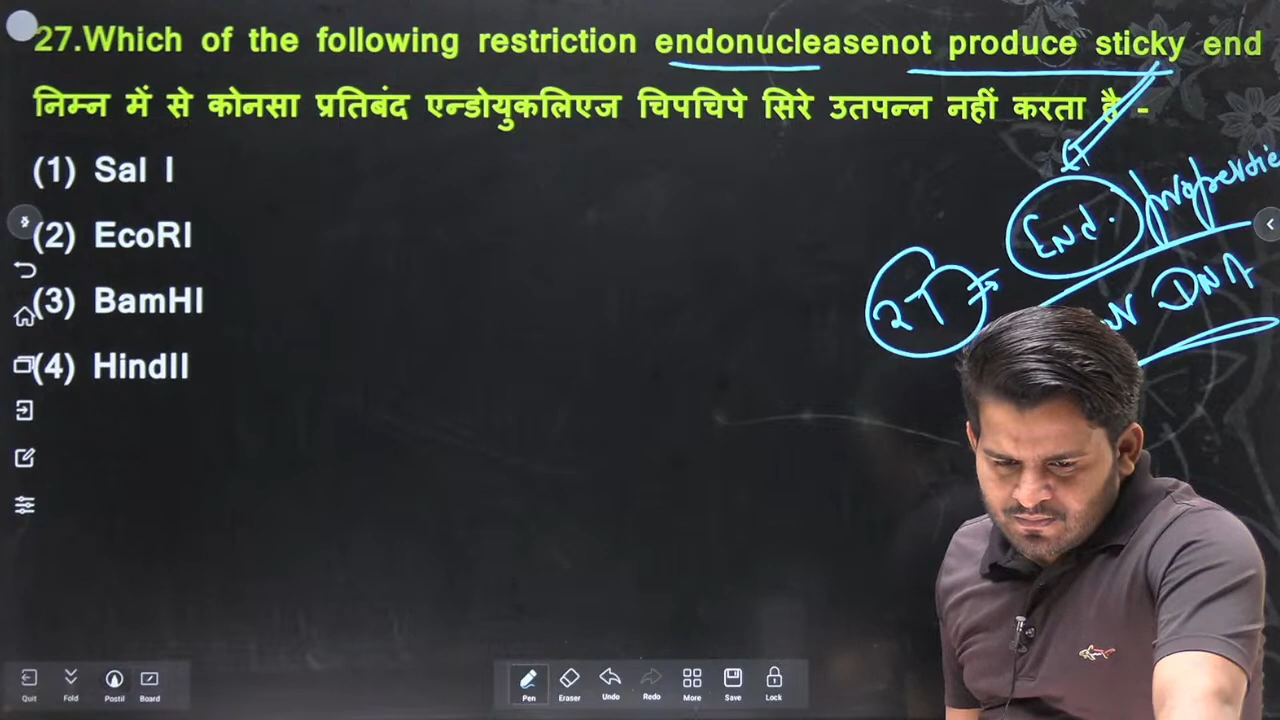 27.Which of the following restriction endonucleasenot produce sticky end
निम्न में से कोनसा प्रतिबंद एन्डोयुकलिएज चिपचिपे सिरे उतपन्न नहीं करता है -
(1) Sal I
(2) EcoRI
(3) BamHI
(4) HindII
End. properties
2T
DNA
Quit Fold Postil Board Pen Eraser Undo Redo More Save Lock